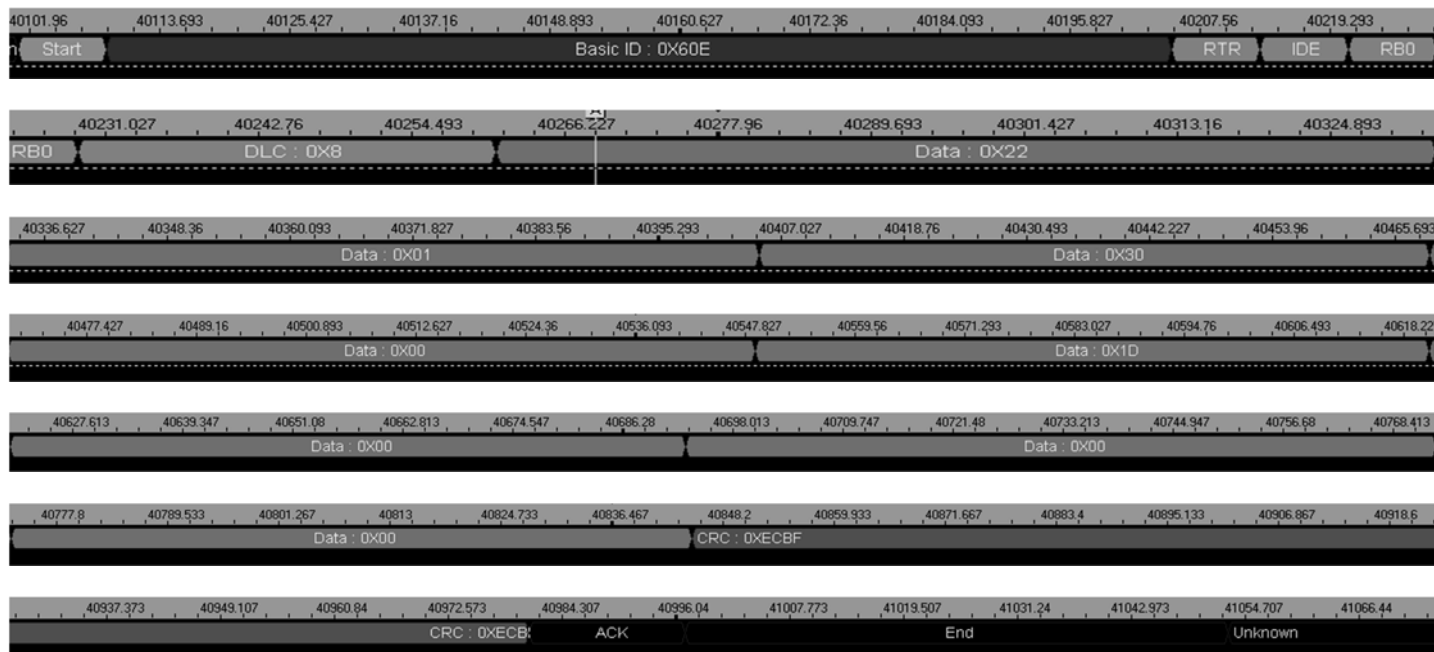 40101.96 40113.693 40125.427 40137.16 40148.893 40160.627 40172.36 40184.093 40195.827 40207.56 40219.293
Start Basic ID : 0X60E RTR IDE RB0
A
40231.027 40242.76 40254.493 40266.227 40277.96 40289.693 40301.427 40313.16 40324.893
RB0 DLC : 0X8 Data : 0X22
40336.627 40348.36 40360.093 40371.827 40383.56 40395.293 40407.027 40418.76 40430.493 40442.227 40453.96 40465.693
Data : 0X01 Data : 0X30
40477.427 40489.16 40500.893 40512.627 40524.36 40536.093 40547.827 40559.56 40571.293 40583.027 40594.76 40606.493 40618.22
Data : 0X00 Data : 0X1D
40627.613 40639.347 40651.08 40662.813 40674.547 40686.28 40698.013 40709.747 40721.48 40733.213 40744.947 40756.68 40768.413
Data : 0X00 Data : 0X00
40777.8 40789.533 40801.267 40813 40824.733 40836.467 40848.2 40859.933 40871.667 40883.4 40895.133 40906.867 40918.6
Data : 0X00 CRC : 0XECBF
40937.373 40949.107 40960.84 40972.573 40984.307 40996.04 41007.773 41019.507 41031.24 41042.973 41054.707 41066.44
CRC : 0XECB ACK End Unknown